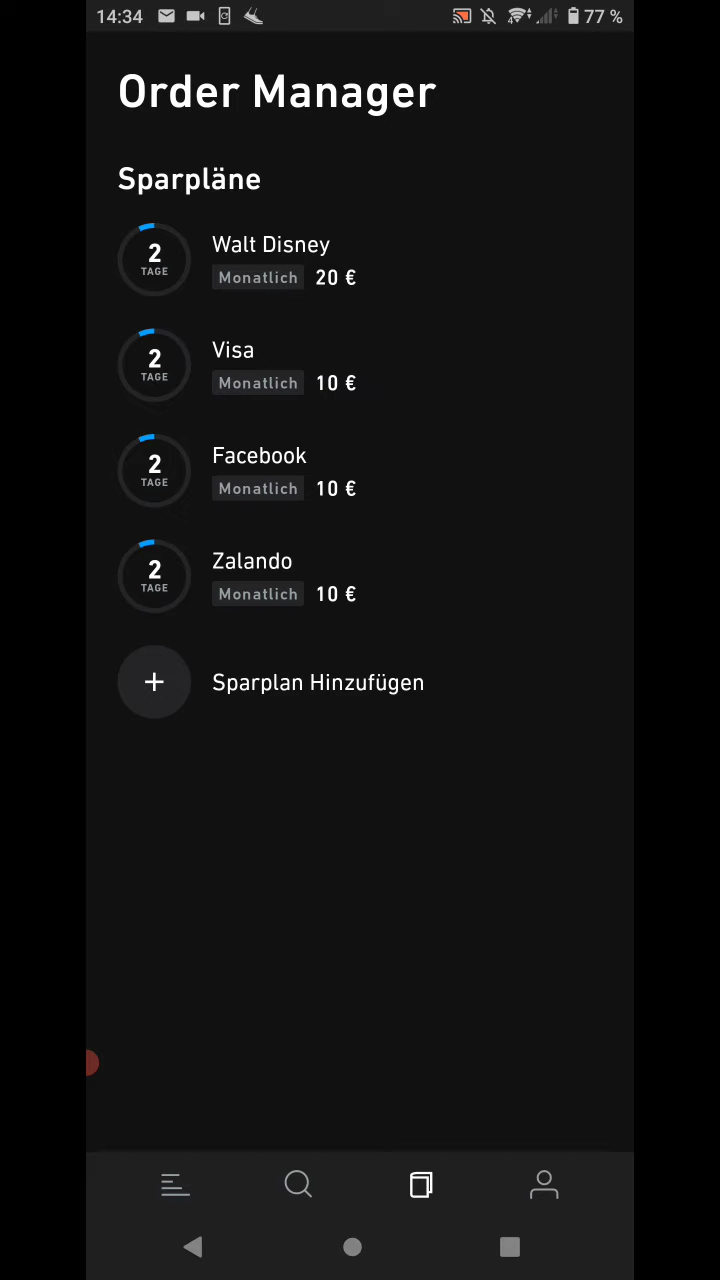 14:34 77 %
Order Manager
Sparpläne
2
TAGE
Walt Disney
Monatlich 20 €
2
TAGE
Visa
Monatlich 10 €
2
TAGE
Facebook
Monatlich 10 €
2
TAGE
Zalando
Monatlich 10 €
+ Sparplan Hinzufügen